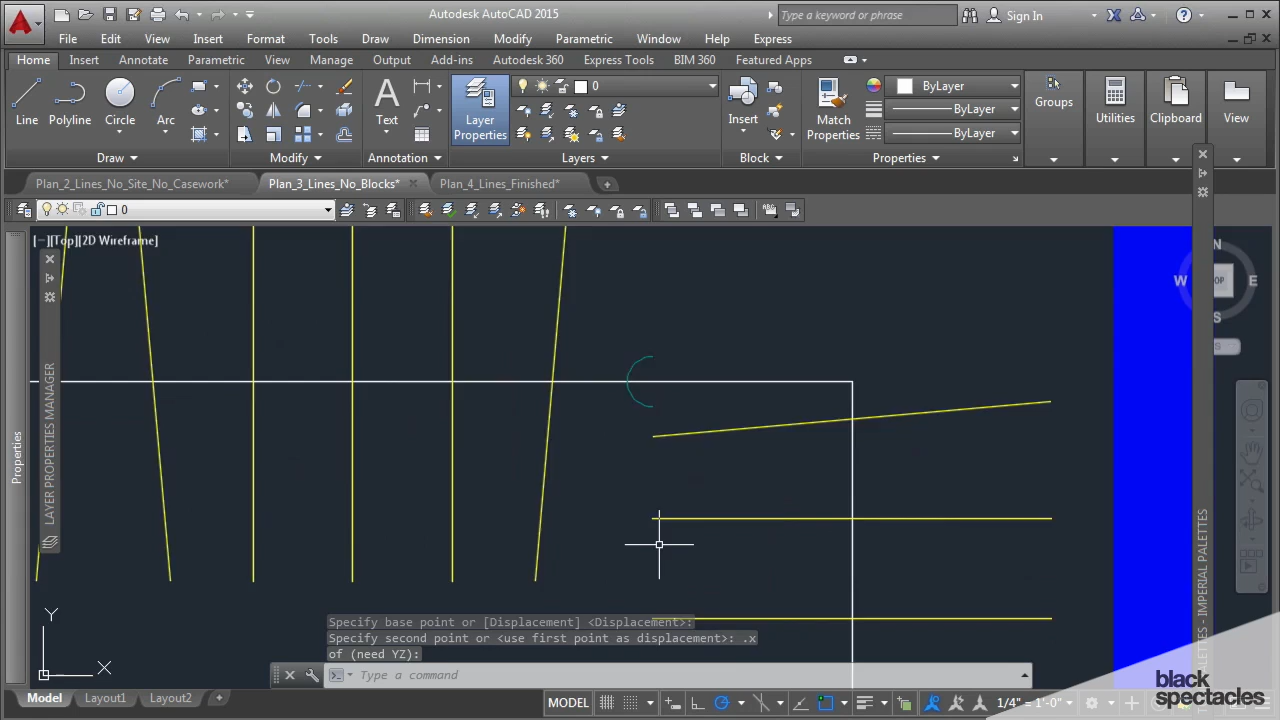 Autodesk AutoCAD 2015
Type a keyword or phrase
Sign In
File Edit View Insert Format Tools Draw Dimension Modify Parametric Window Help Express
Home Insert Annotate Parametric View Manage Output Add-ins Autodesk 360 Express Tools BIM 360 Featured Apps
0
ByLayer
ByLayer
ByLayer
Line Polyline Circle Arc
Text
Layer Properties
Insert
Match Properties
Groups
Utilities
Clipboard
View
Draw Modify Annotation Layers Block Properties
Plan_2_Lines_No_Site_No_Casework* Plan_3_Lines_No_Blocks* Plan_4_Lines_Finished*
0
[−][Top][2D Wireframe]
N
W
OP
E
S
Properties
LAYER PROPERTIES MANAGER
PALETTES - IMPERIAL PALETTES
Y
X
Specify base point or [Displacement] <Displacement>:
Specify second point or <use first point as displacement>: .x
of (need YZ):
Type a command
Model Layout1 Layout2
MODEL
1/4" = 1'-0"
black
spectacles